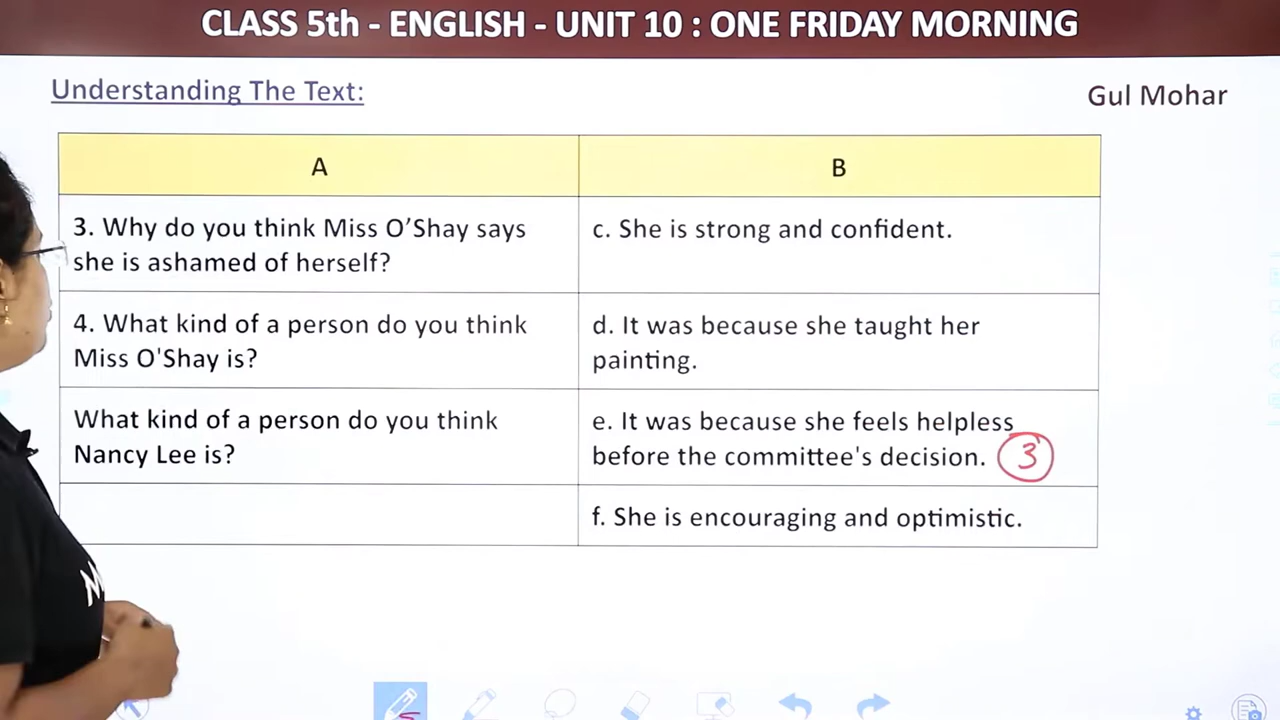 CLASS 5th - ENGLISH - UNIT 10 : ONE FRIDAY MORNING
Understanding The Text:
Gul Mohar
A
B
3. Why do you think Miss O’Shay says
she is ashamed of herself?
c. She is strong and confident.
4. What kind of a person do you think
Miss O'Shay is?
d. It was because she taught her
painting.
What kind of a person do you think
Nancy Lee is?
e. It was because she feels helpless
before the committee's decision.
3
f. She is encouraging and optimistic.